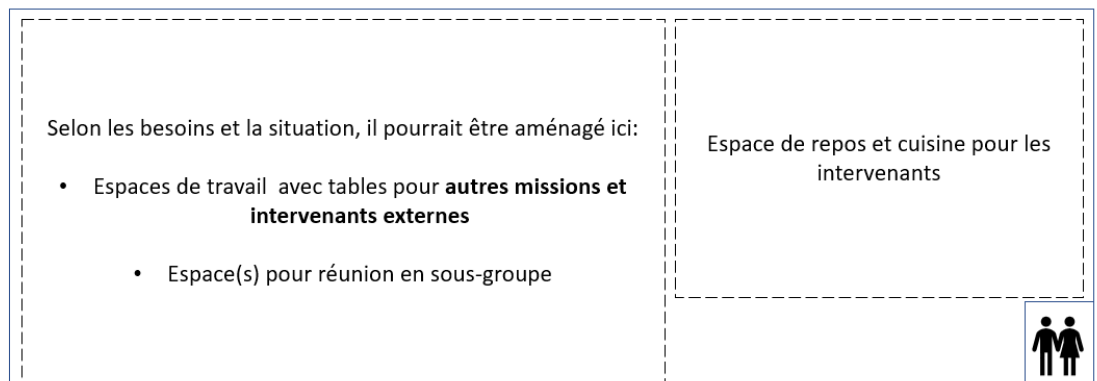 Selon les besoins et la situation, il pourrait être aménagé ici:
• Espaces de travail avec tables pour autres missions et
intervenants externes
• Espace(s) pour réunion en sous-groupe
Espace de repos et cuisine pour les
intervenants